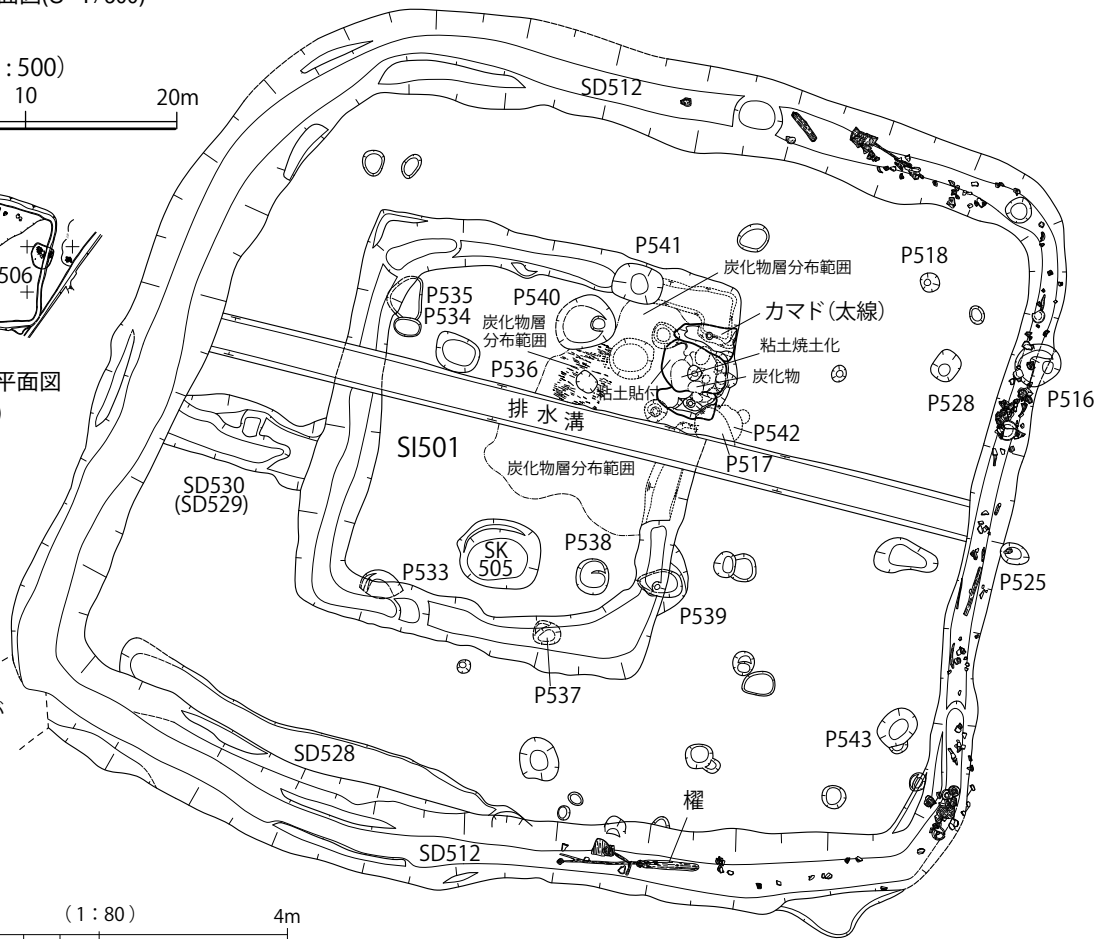 : 500)
10
20m
SD512
506
P541
P518
炭化物層分布範囲
P535
P540
カマド(太線)
P534
炭化物層
分布範囲
粘土焼土化
平面図
P536
炭化物
粘土貼付
P528
P516
排水溝
P542
SI501
P517
炭化物層分布範囲
SD530
(SD529)
SK
505
P538
P533
P525
P539
P537
P543
SD528
櫂
SD512
(1:80)
4m